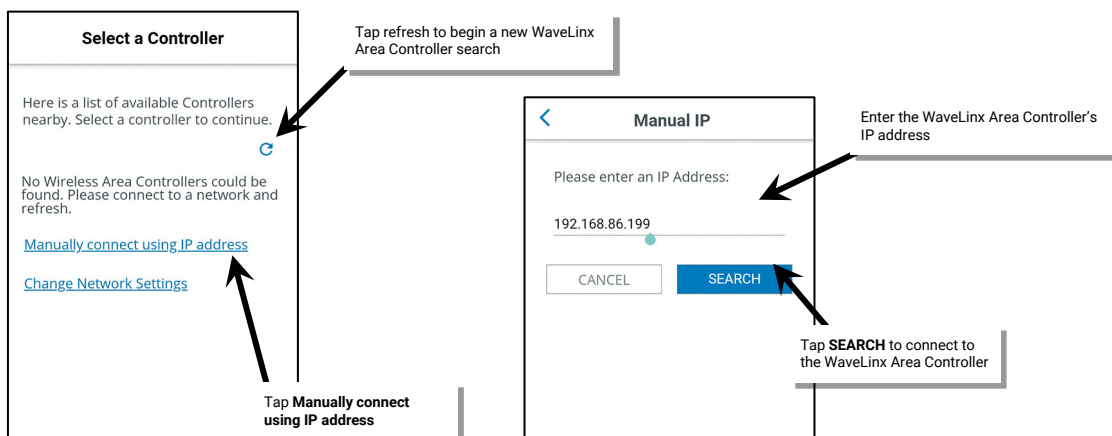 Select a Controller
Here is a list of available Controllers
nearby. Select a controller to continue.
No Wireless Area Controllers could be
found. Please connect to a network and
refresh.
Manually connect using IP address
Change Network Settings
Tap refresh to begin a new WaveLinx
Area Controller search
Tap Manually connect
using IP address
Manual IP
Please enter an IP Address:
192.168.86.199
CANCEL
SEARCH
Enter the WaveLinx Area Controller's
IP address
Tap SEARCH to connect to
the WaveLinx Area Controller